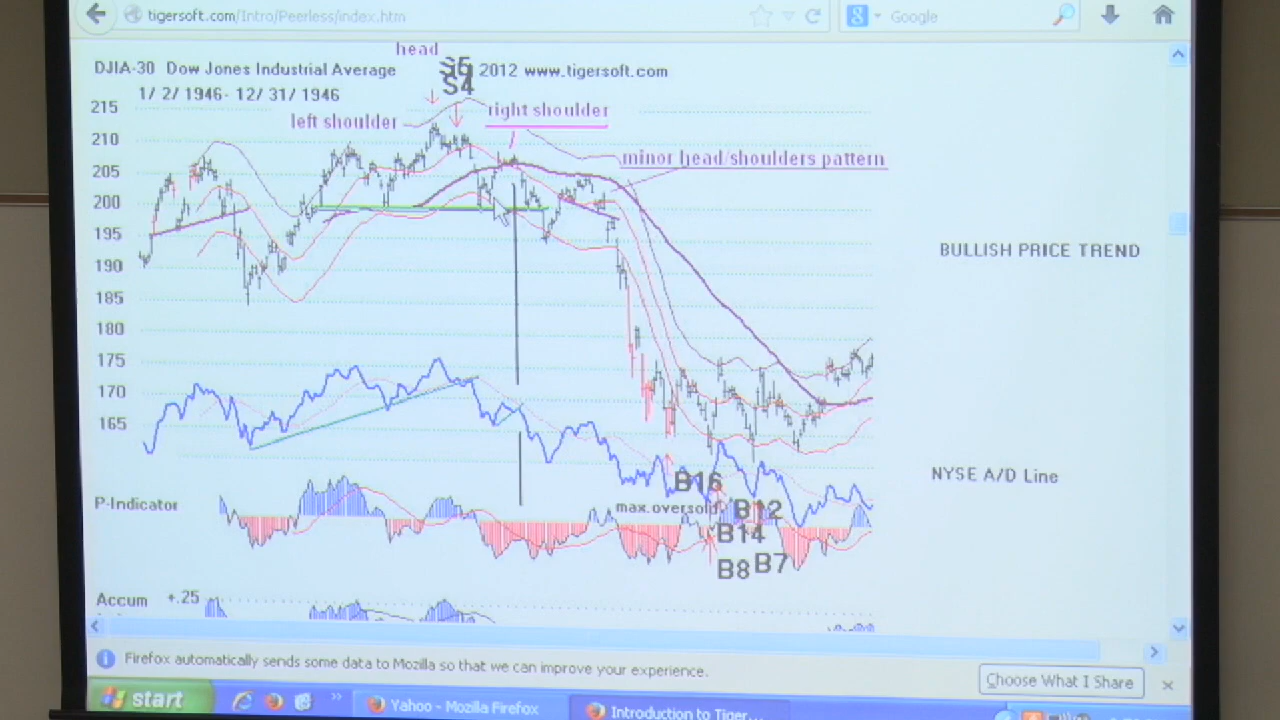 tigersoft.com/Intro/Peerless/index.htm
Google
head
DJIA-30 Dow Jones Industrial Average
2012 www.tigersoft.com
S4
1/ 2/ 1946- 12/ 31/ 1946
215
right shoulder
left shoulder
210
minor head/shoulders pattern
205
200
195
BULLISH PRICE TREND
190
185
180
175
170
165
NYSE A/D Line
B16
P-Indicator
max.oversold
B12
B14
B8
B7
Accum +.25
Firefox automatically sends some data to Mozilla so that we can improve your experience.
Choose What I Share
start
Yahoo - Mozilla Firefox
Introduction to Tiger...